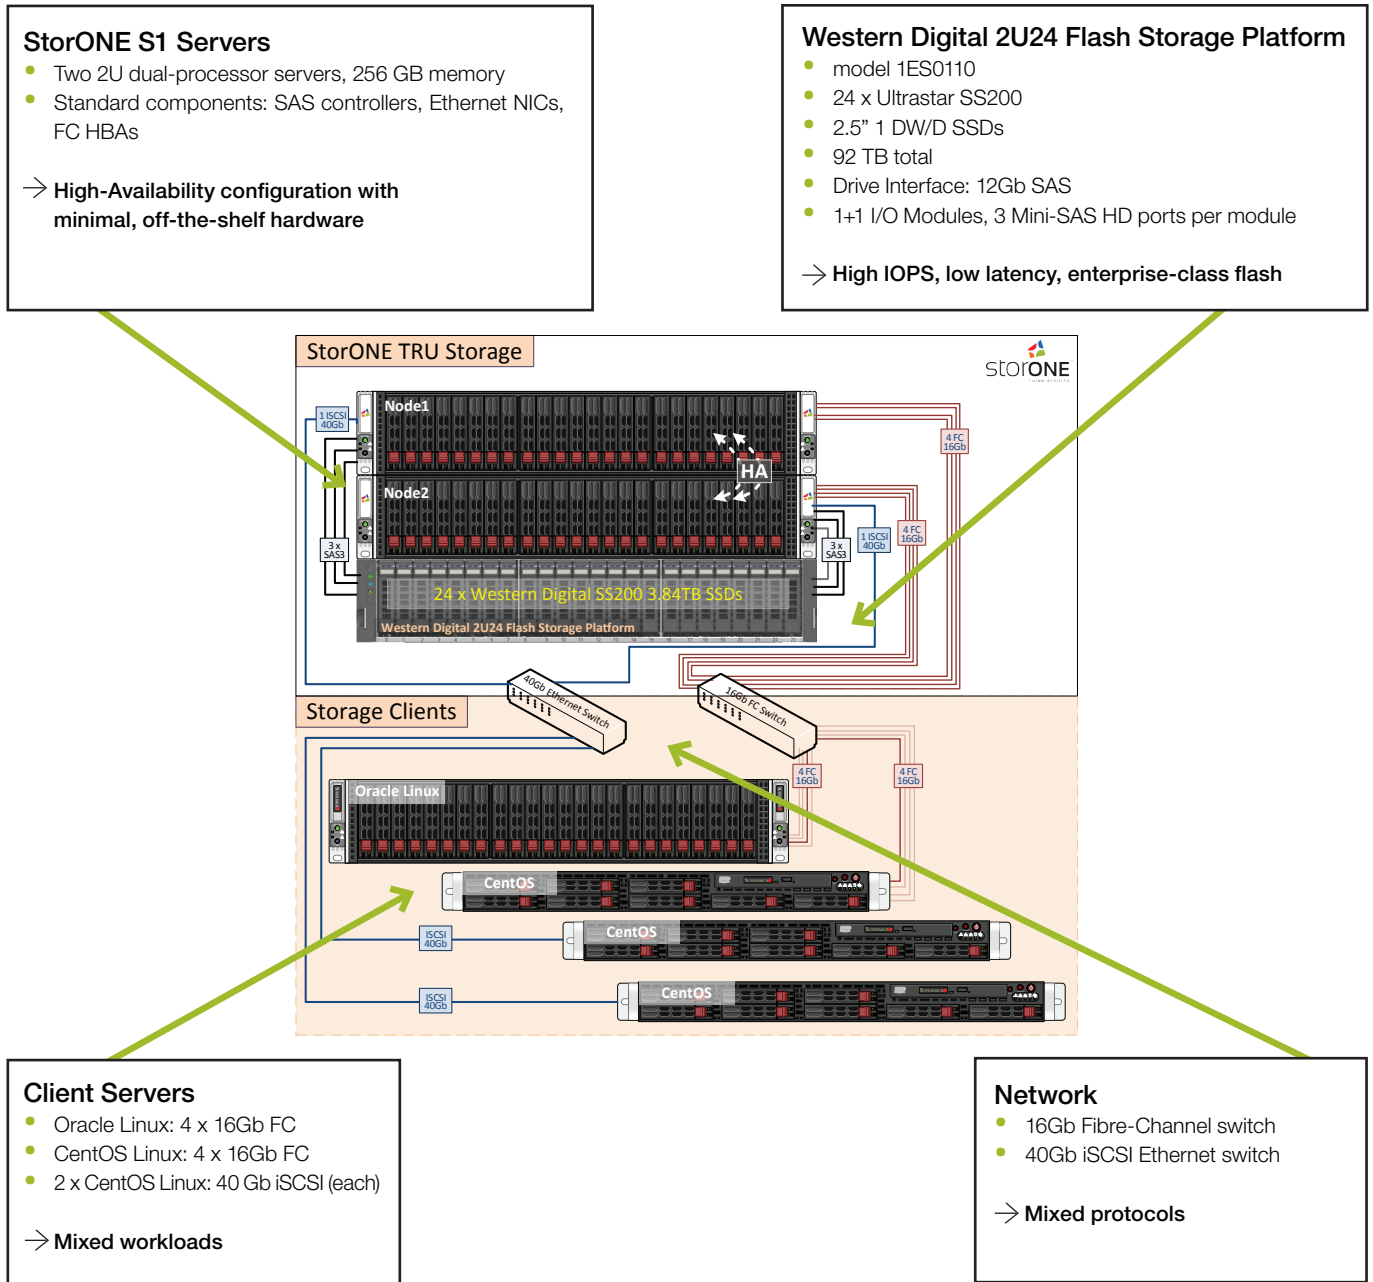 StorONE S1 Servers
• Two 2U dual-processor servers, 256 GB memory
• Standard components: SAS controllers, Ethernet NICs,
FC HBAs
→ High-Availability configuration with
minimal, off-the-shelf hardware
Western Digital 2U24 Flash Storage Platform
• model 1ES0110
• 24 x Ultrastar SS200
• 2.5” 1 DW/D SSDs
• 92 TB total
• Drive Interface: 12Gb SAS
• 1+1 I/O Modules, 3 Mini-SAS HD ports per module
→ High IOPS, low latency, enterprise-class flash
StorONE TRU Storage
storONE
Node1
1 ISCSI
40Gb
4 FC
16Gb
HA
Node2
3 x
SAS3
3 x
SAS3
1 ISCSI
40Gb
4 FC
16Gb
24 x Western Digital SS200 3.84TB SSDs
Western Digital 2U24 Flash Storage Platform
40Gb Ethernet Switch
16Gb FC Switch
Storage Clients
4 FC
16Gb
4 FC
16Gb
Oracle Linux
CentOS
CentOS
ISCSI
40Gb
CentOS
ISCSI
40Gb
Client Servers
• Oracle Linux: 4 x 16Gb FC
• CentOS Linux: 4 x 16Gb FC
• 2 x CentOS Linux: 40 Gb iSCSI (each)
→ Mixed workloads
Network
• 16Gb Fibre-Channel switch
• 40Gb iSCSI Ethernet switch
→ Mixed protocols